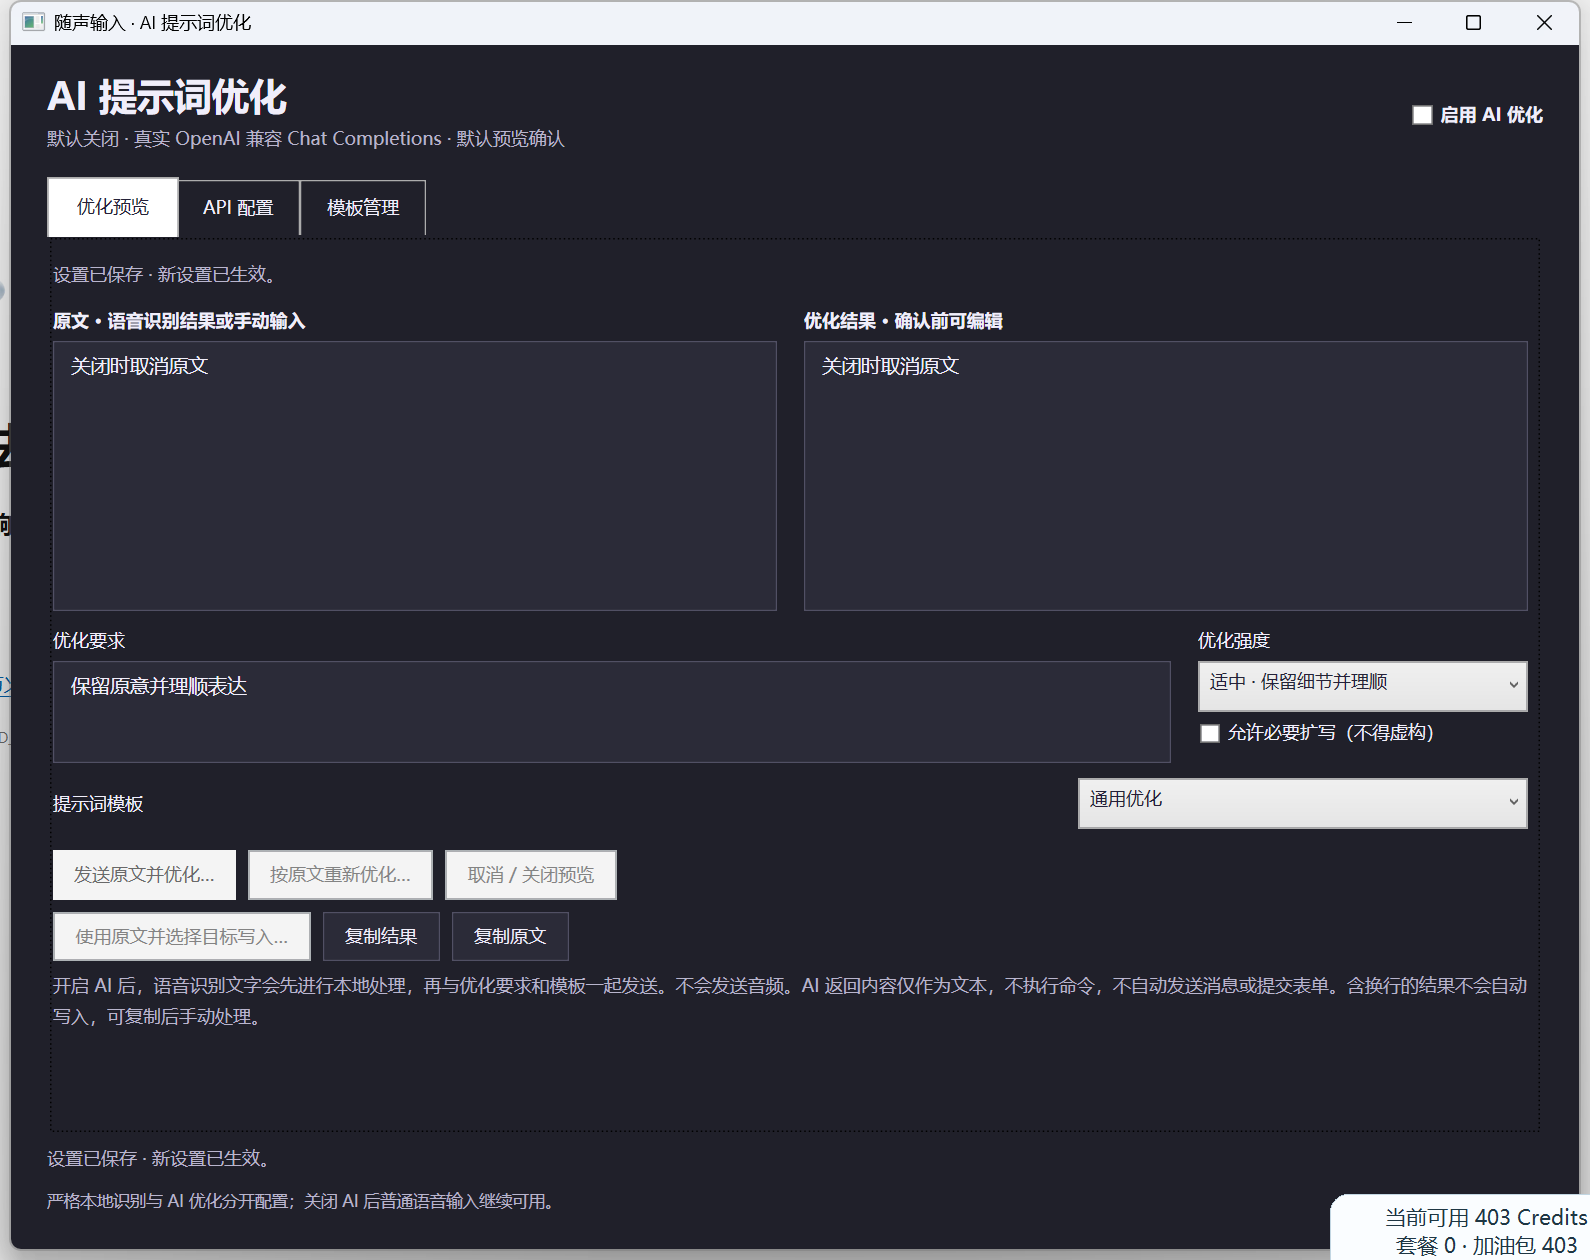 随声输入 · AI 提示词优化
AI 提示词优化
默认关闭 · 真实 OpenAI 兼容 Chat Completions · 默认预览确认
启用 AI 优化
优化预览
API 配置
模板管理
设置已保存 · 新设置已生效。
原文 • 语音识别结果或手动输入
优化结果 • 确认前可编辑
关闭时取消原文
关闭时取消原文
优化要求
优化强度
保留原意并理顺表达
适中 · 保留细节并理顺
允许必要扩写（不得虚构）
提示词模板
通用优化
发送原文并优化...
按原文重新优化...
取消 / 关闭预览
使用原文并选择目标写入...
复制结果
复制原文
开启 AI 后，语音识别文字会先进行本地处理，再与优化要求和模板一起发送。不会发送音频。AI 返回内容仅作为文本，不执行命令，不自动发送消息或提交表单。含换行的结果不会自动
写入，可复制后手动处理。
设置已保存 · 新设置已生效。
严格本地识别与 AI 优化分开配置；关闭 AI 后普通语音输入继续可用。
当前可用 403 Credits
套餐 0 · 加油包 403